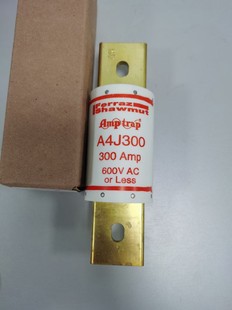 Ferraz
Shawmut
Amp-trap
A4J300
300 Amp
600V AC
or Less